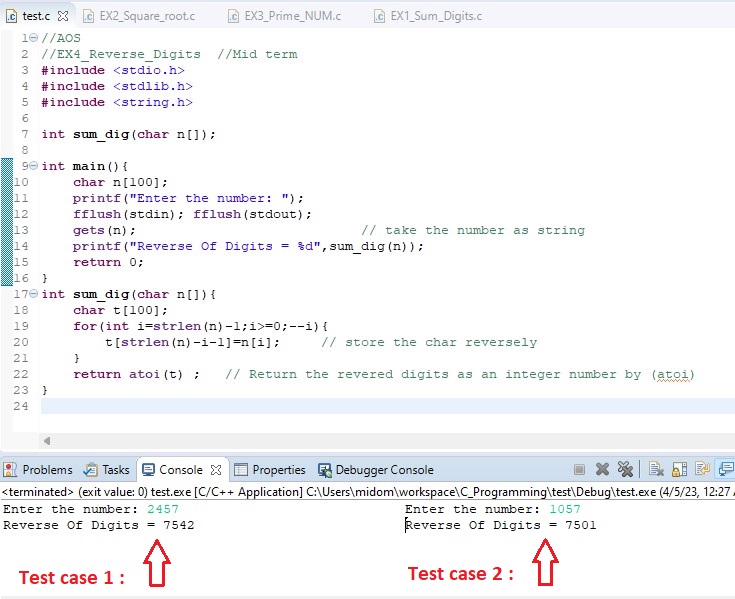 test.c EX2_Square_root.c EX3_Prime_NUM.c EX1_Sum_Digits.c
1 //AOS
2 //EX4_Reverse_Digits //Mid term
3 #include <stdio.h>
4 #include <stdlib.h>
5 #include <string.h>
6
7 int sum_dig(char n[]);
8
9 int main(){
10 char n[100];
11 printf("Enter the number: ");
12 fflush(stdin); fflush(stdout);
13 gets(n); // take the number as string
14 printf("Reverse Of Digits = %d",sum_dig(n));
15 return 0;
16 }
17 int sum_dig(char n[]){
18 char t[100];
19 for(int i=strlen(n)-1;i>=0;--i){
20 t[strlen(n)-i-1]=n[i]; // store the char reversely
21 }
22 return atoi(t) ; // Return the revered digits as an integer number by (atoi)
23 }
24
Problems Tasks Console Properties Debugger Console
<terminated> (exit value: 0) test.exe [C/C++ Application] C:\Users\midom\workspace\C_Programming\test\Debug\test.exe (4/5/23, 12:27
Enter the number: 2457 Enter the number: 1057
Reverse Of Digits = 7542 Reverse Of Digits = 7501
Test case 1 : Test case 2 :